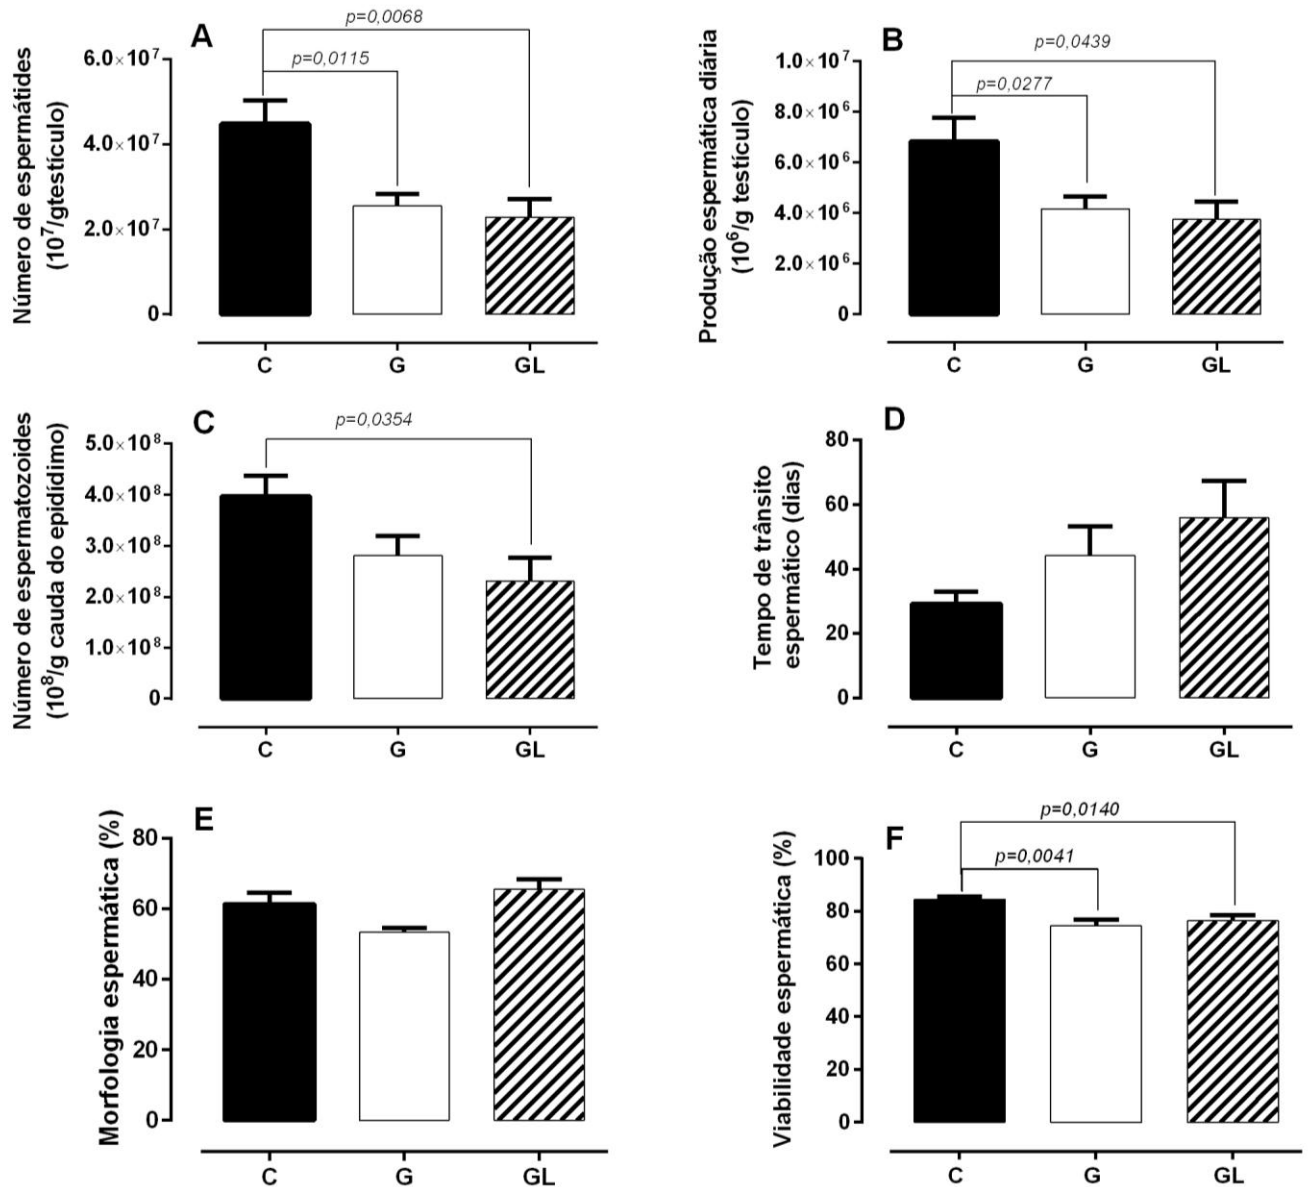 A
p=0,0068
p=0,0115
Número de espermátides
(10⁷/gtestículo)
6.0×10⁷
4.0×10⁷
2.0×10⁷
0
C G GL
B
p=0,0439
p=0,0277
Produção espermática diária
(10⁶/g testículo)
1.0×10⁷
8.0×10⁶
6.0×10⁶
4.0×10⁶
2.0×10⁶
0
C G GL
C
p=0,0354
Número de espermatozoides
(10⁸/g cauda do epidídimo)
5.0×10⁸
4.0×10⁸
3.0×10⁸
2.0×10⁸
1.0×10⁸
0
C G GL
D
Tempo de trânsito
espermático (dias)
80
60
40
20
0
C G GL
E
Morfologia espermática (%)
80
60
40
20
0
C G GL
F
p=0,0140
p=0,0041
Viabilidade espermática (%)
100
80
60
40
20
0
C G GL